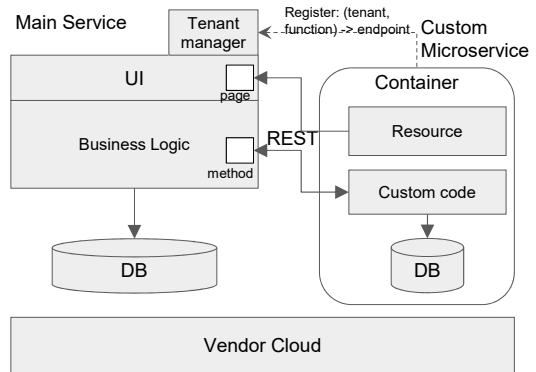 Main Service
Tenant
manager
Register: (tenant,
function) -> endpoint
Custom
Microservice
UI
page
Container
Business Logic
method
REST
Resource
Custom code
DB
DB
Vendor Cloud